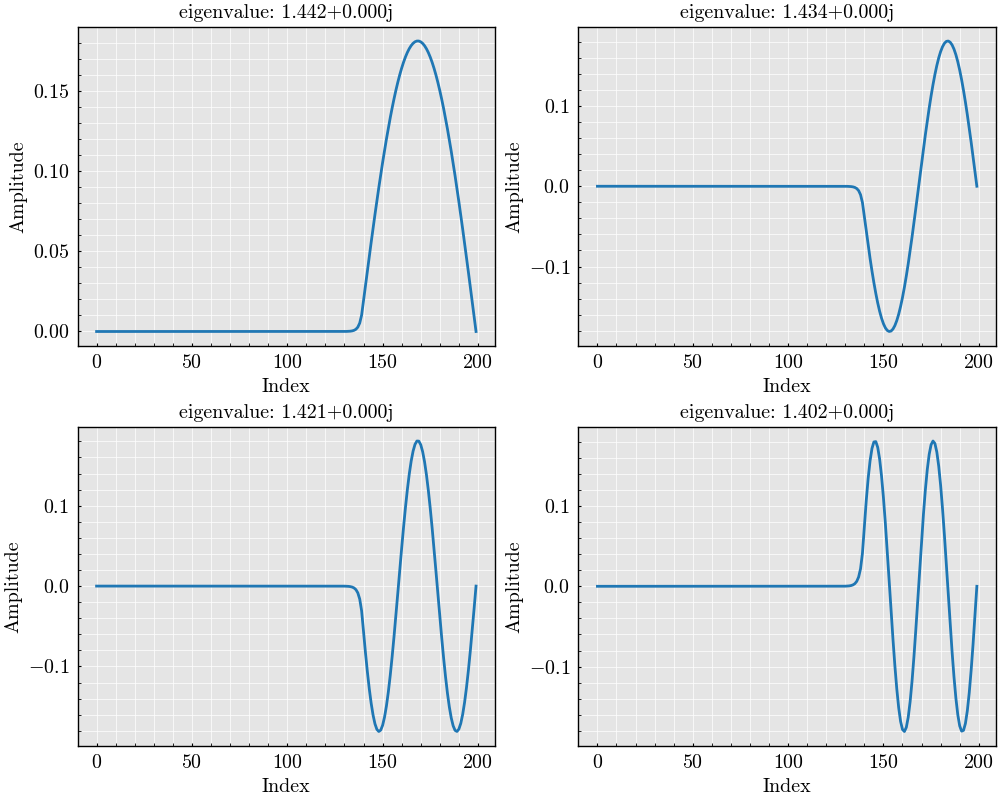 eigenvalue: 1.442+0.000j
Amplitude
0.15
0.10
0.05
0.00
0 50 100 150 200
Index
eigenvalue: 1.434+0.000j
Amplitude
0.1
0.0
−0.1
0 50 100 150 200
Index
eigenvalue: 1.421+0.000j
Amplitude
0.1
0.0
−0.1
0 50 100 150 200
Index
eigenvalue: 1.402+0.000j
Amplitude
0.1
0.0
−0.1
0 50 100 150 200
Index